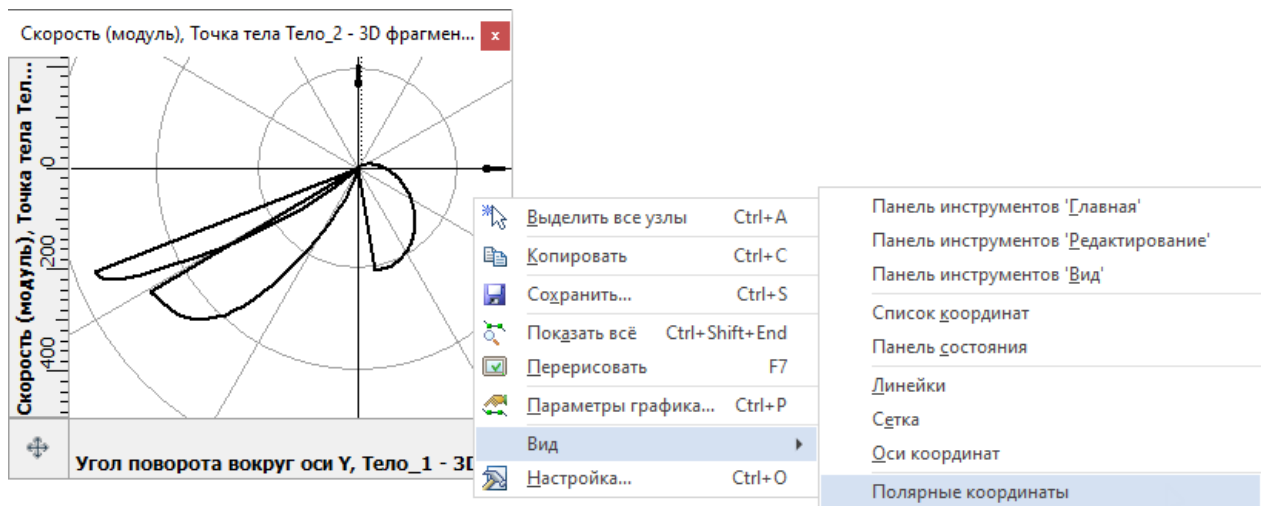 Скорость (модуль), Точка тела Тело_2 - 3D фрагмен...
x
Скорость (модуль), Точка тела Тел...
0
200
400
Угол поворота вокруг оси Y, Тело_1 - 3D
Выделить все узлы Ctrl+A
Копировать Ctrl+C
Сохранить... Ctrl+S
Показать всё Ctrl+Shift+End
Перерисовать F7
Параметры графика... Ctrl+P
Вид
Настройка... Ctrl+O
Панель инструментов 'Главная'
Панель инструментов 'Редактирование'
Панель инструментов 'Вид'
Список координат
Панель состояния
Линейки
Сетка
Оси координат
Полярные координаты